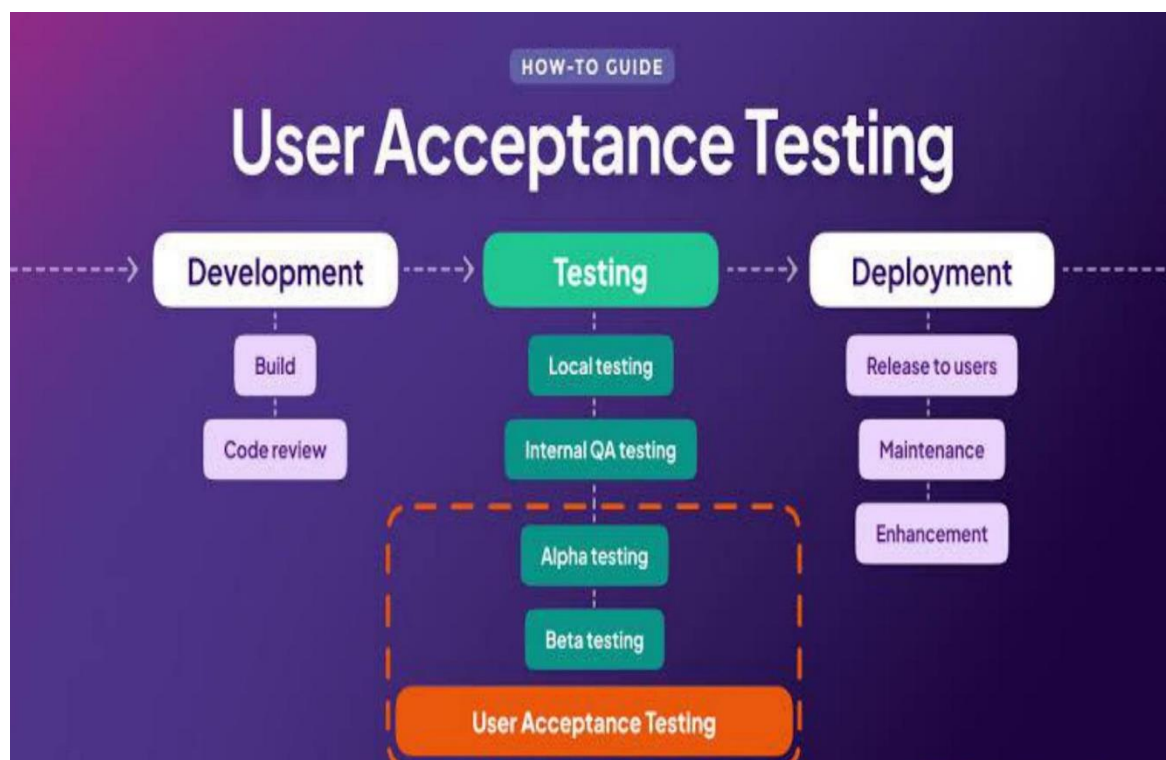 HOW-TO GUIDE
User Acceptance Testing
Development
Build
Code review
Testing
Local testing
Internal QA testing
Alpha testing
Beta testing
User Acceptance Testing
Deployment
Release to users
Maintenance
Enhancement